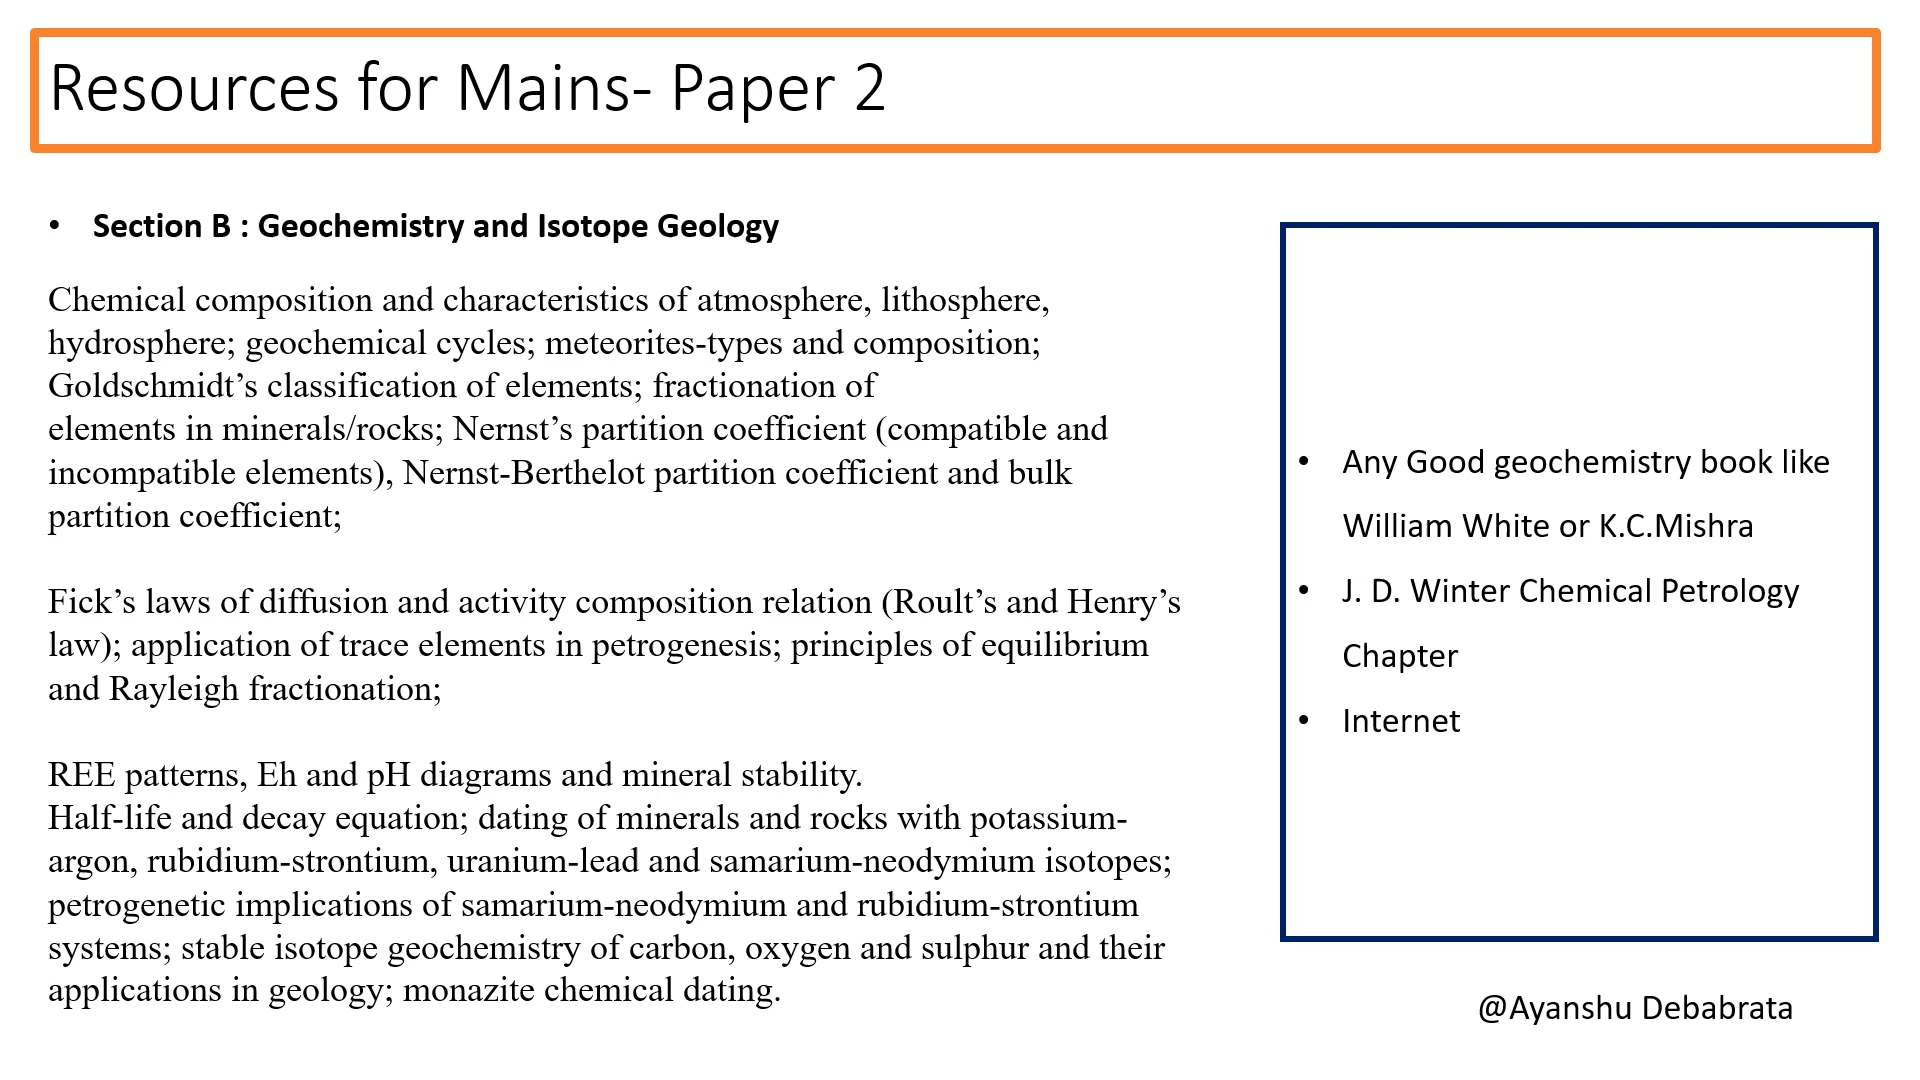 Resources for Mains- Paper 2
• Section B : Geochemistry and Isotope Geology
Chemical composition and characteristics of atmosphere, lithosphere,
hydrosphere; geochemical cycles; meteorites-types and composition;
Goldschmidt’s classification of elements; fractionation of
elements in minerals/rocks; Nernst’s partition coefficient (compatible and
incompatible elements), Nernst-Berthelot partition coefficient and bulk
partition coefficient;
Fick’s laws of diffusion and activity composition relation (Roult’s and Henry’s
law); application of trace elements in petrogenesis; principles of equilibrium
and Rayleigh fractionation;
REE patterns, Eh and pH diagrams and mineral stability.
Half-life and decay equation; dating of minerals and rocks with potassium-
argon, rubidium-strontium, uranium-lead and samarium-neodymium isotopes;
petrogenetic implications of samarium-neodymium and rubidium-strontium
systems; stable isotope geochemistry of carbon, oxygen and sulphur and their
applications in geology; monazite chemical dating.
• Any Good geochemistry book like
William White or K.C.Mishra
• J. D. Winter Chemical Petrology
Chapter
• Internet
@Ayanshu Debabrata